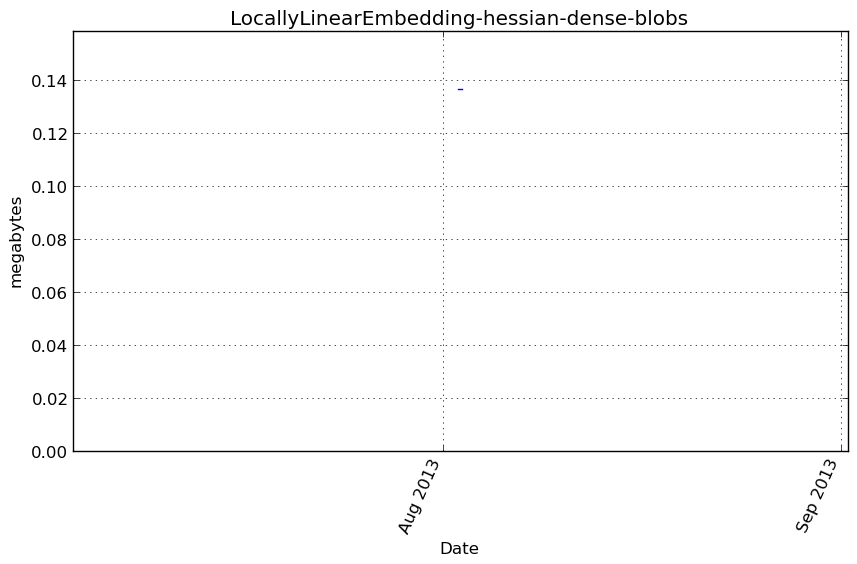 LocallyLinearEmbedding-hessian-dense-blobs
0.14
0.12
0.10
0.08
0.06
0.04
0.02
0.00
megabytes
Aug 2013
Sep 2013
Date